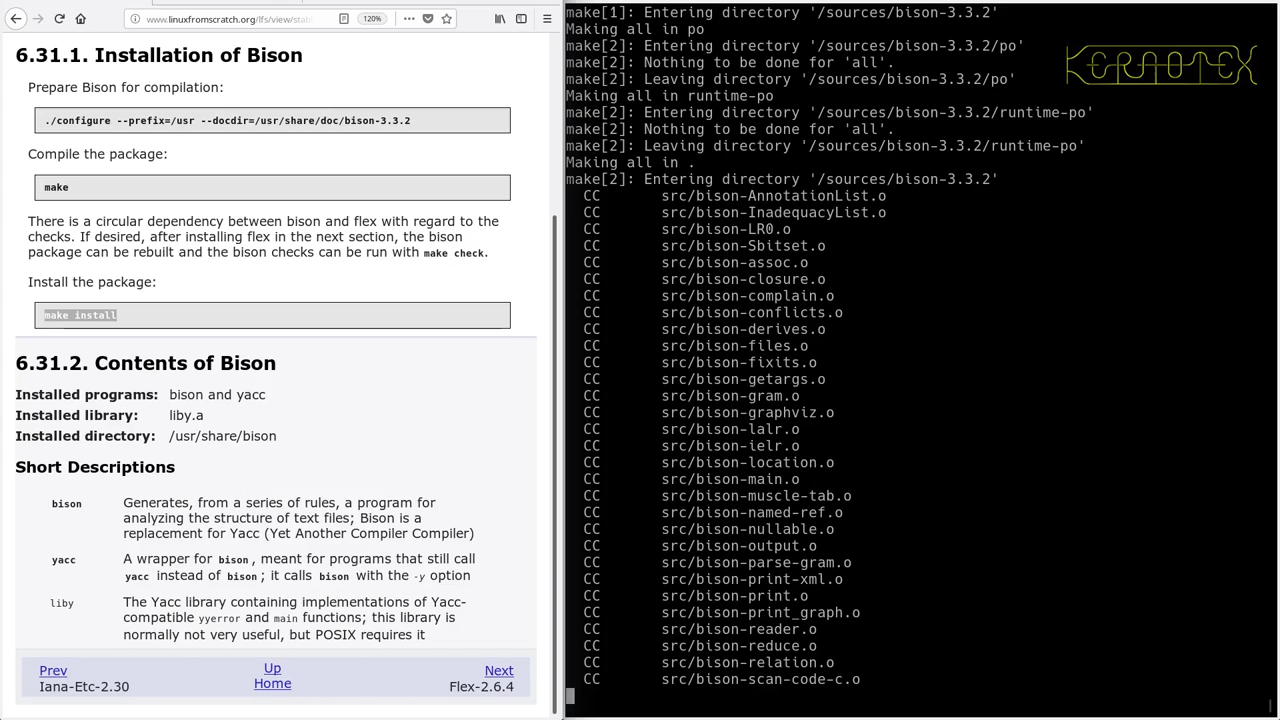 www.linuxfromscratch.org/lfs/view/stabl
120%
6.31.1. Installation of Bison
Prepare Bison for compilation:
./configure --prefix=/usr --docdir=/usr/share/doc/bison-3.3.2
Compile the package:
make
There is a circular dependency between bison and flex with regard to the
checks. If desired, after installing flex in the next section, the bison
package can be rebuilt and the bison checks can be run with make check.
Install the package:
make install
6.31.2. Contents of Bison
Installed programs: bison and yacc
Installed library: liby.a
Installed directory: /usr/share/bison
Short Descriptions
bison Generates, from a series of rules, a program for
analyzing the structure of text files; Bison is a
replacement for Yacc (Yet Another Compiler Compiler)
yacc A wrapper for bison, meant for programs that still call
yacc instead of bison; it calls bison with the -y option
liby The Yacc library containing implementations of Yacc-
compatible yyerror and main functions; this library is
normally not very useful, but POSIX requires it
Prev Up Next
Iana-Etc-2.30 Home Flex-2.6.4
make[1]: Entering directory '/sources/bison-3.3.2'
Making all in po
make[2]: Entering directory '/sources/bison-3.3.2/po'
make[2]: Nothing to be done for 'all'.
make[2]: Leaving directory '/sources/bison-3.3.2/po'
Making all in runtime-po
make[2]: Entering directory '/sources/bison-3.3.2/runtime-po'
make[2]: Nothing to be done for 'all'.
make[2]: Leaving directory '/sources/bison-3.3.2/runtime-po'
Making all in .
make[2]: Entering directory '/sources/bison-3.3.2'
CC src/bison-AnnotationList.o
CC src/bison-InadequacyList.o
CC src/bison-LR0.o
CC src/bison-Sbitset.o
CC src/bison-assoc.o
CC src/bison-closure.o
CC src/bison-complain.o
CC src/bison-conflicts.o
CC src/bison-derives.o
CC src/bison-files.o
CC src/bison-fixits.o
CC src/bison-getargs.o
CC src/bison-gram.o
CC src/bison-graphviz.o
CC src/bison-lalr.o
CC src/bison-ielr.o
CC src/bison-location.o
CC src/bison-main.o
CC src/bison-muscle-tab.o
CC src/bison-named-ref.o
CC src/bison-nullable.o
CC src/bison-output.o
CC src/bison-parse-gram.o
CC src/bison-print-xml.o
CC src/bison-print.o
CC src/bison-print_graph.o
CC src/bison-reader.o
CC src/bison-reduce.o
CC src/bison-relation.o
CC src/bison-scan-code-c.o